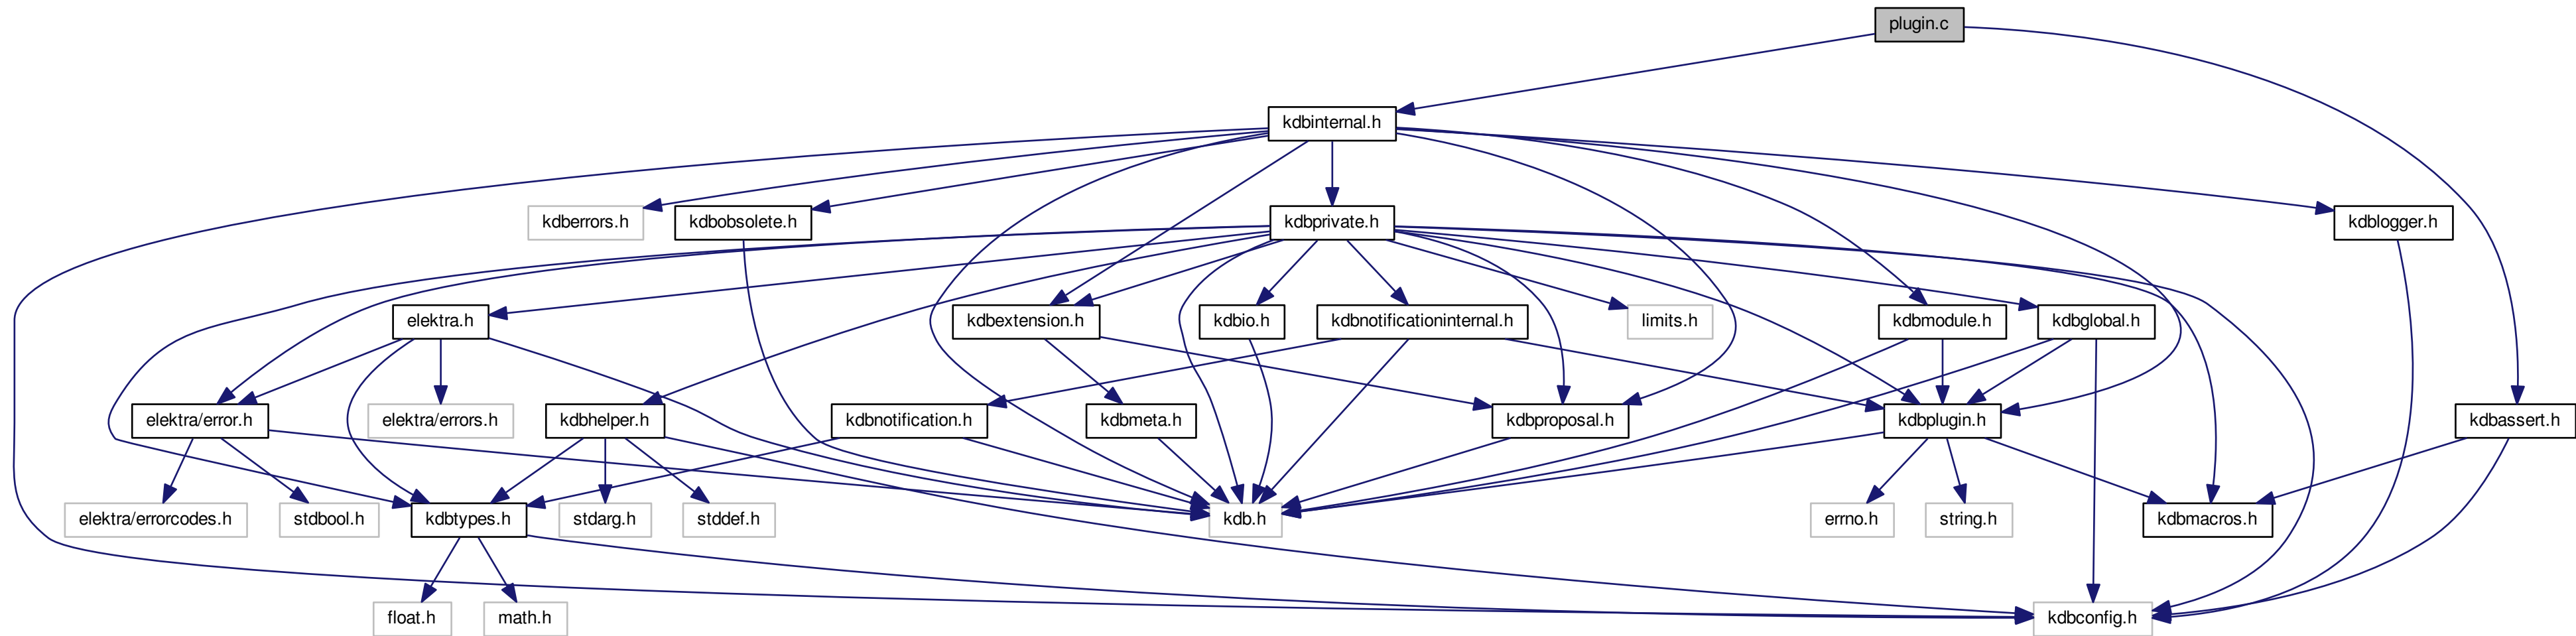 plugin.c
kdbinternal.h
kdberrors.h
kdbobsolete.h
kdbprivate.h
kdblogger.h
elektra.h
kdbextension.h
kdbio.h
kdbnotificationinternal.h
limits.h
kdbmodule.h
kdbglobal.h
elektra/error.h
elektra/errors.h
kdbhelper.h
kdbnotification.h
kdbmeta.h
kdbproposal.h
kdbplugin.h
kdbassert.h
elektra/errorcodes.h
stdbool.h
kdbtypes.h
stdarg.h
stddef.h
kdb.h
errno.h
string.h
kdbmacros.h
float.h
math.h
kdbconfig.h